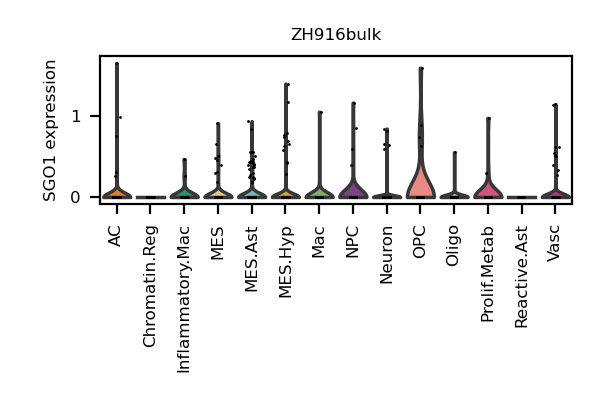 ZH916bulk
SGO1 expression
1
0
AC
Chromatin.Reg
Inflammatory.Mac
MES
MES.Ast
MES.Hyp
Mac
NPC
Neuron
OPC
Oligo
Prolif.Metab
Reactive.Ast
Vasc